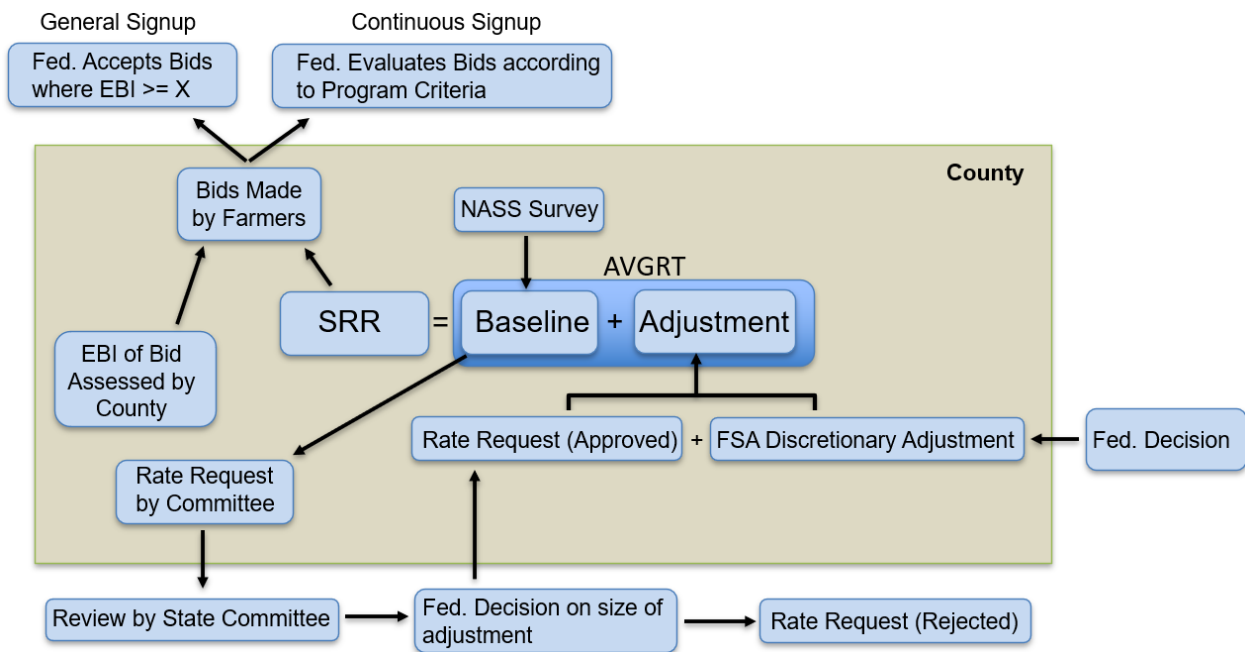 General Signup
Continuous Signup
Fed. Accepts Bids
where EBI >= X
Fed. Evaluates Bids according
to Program Criteria
County
Bids Made
by Farmers
NASS Survey
AVGRT
SRR
=
Baseline
+
Adjustment
EBI of Bid
Assessed by
County
Rate Request (Approved)
+
FSA Discretionary Adjustment
Fed. Decision
Rate Request
by Committee
Review by State Committee
Fed. Decision on size of
adjustment
Rate Request (Rejected)